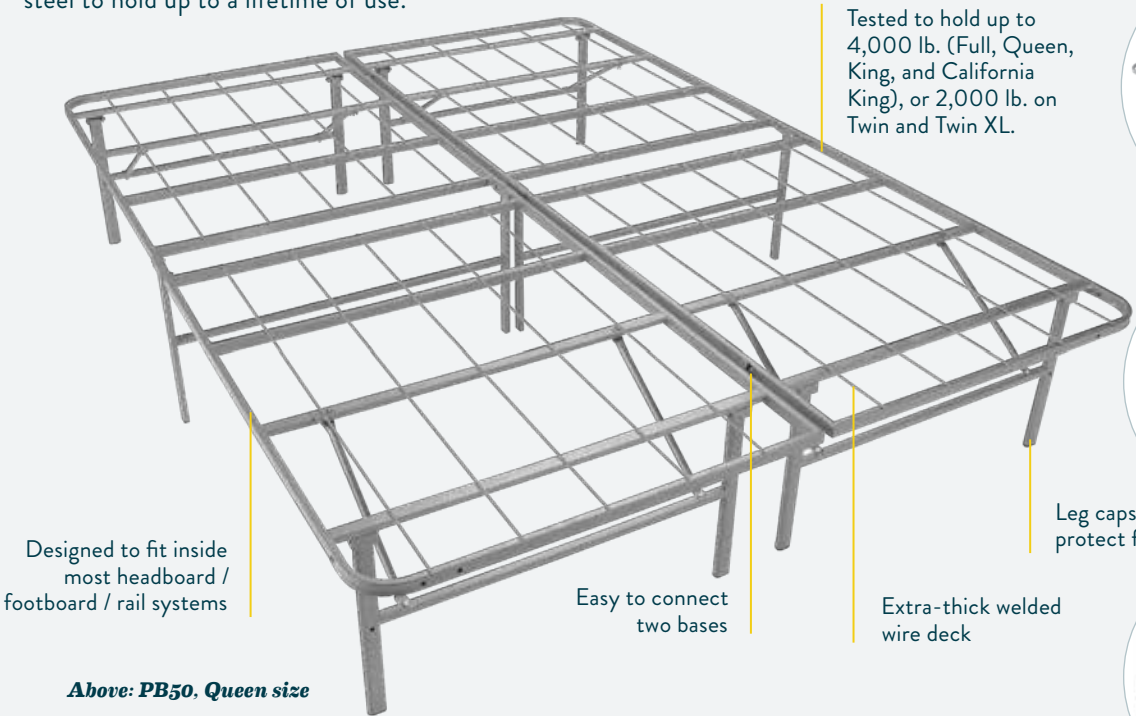 steel to hold up to a lifetime of use.
Tested to hold up to
4,000 lb. (Full, Queen,
King, and California
King), or 2,000 lb. on
Twin and Twin XL.
Designed to fit inside
most headboard /
footboard / rail systems
Easy to connect
two bases
Extra-thick welded
wire deck
Leg caps
protect
Above: PB50, Queen size